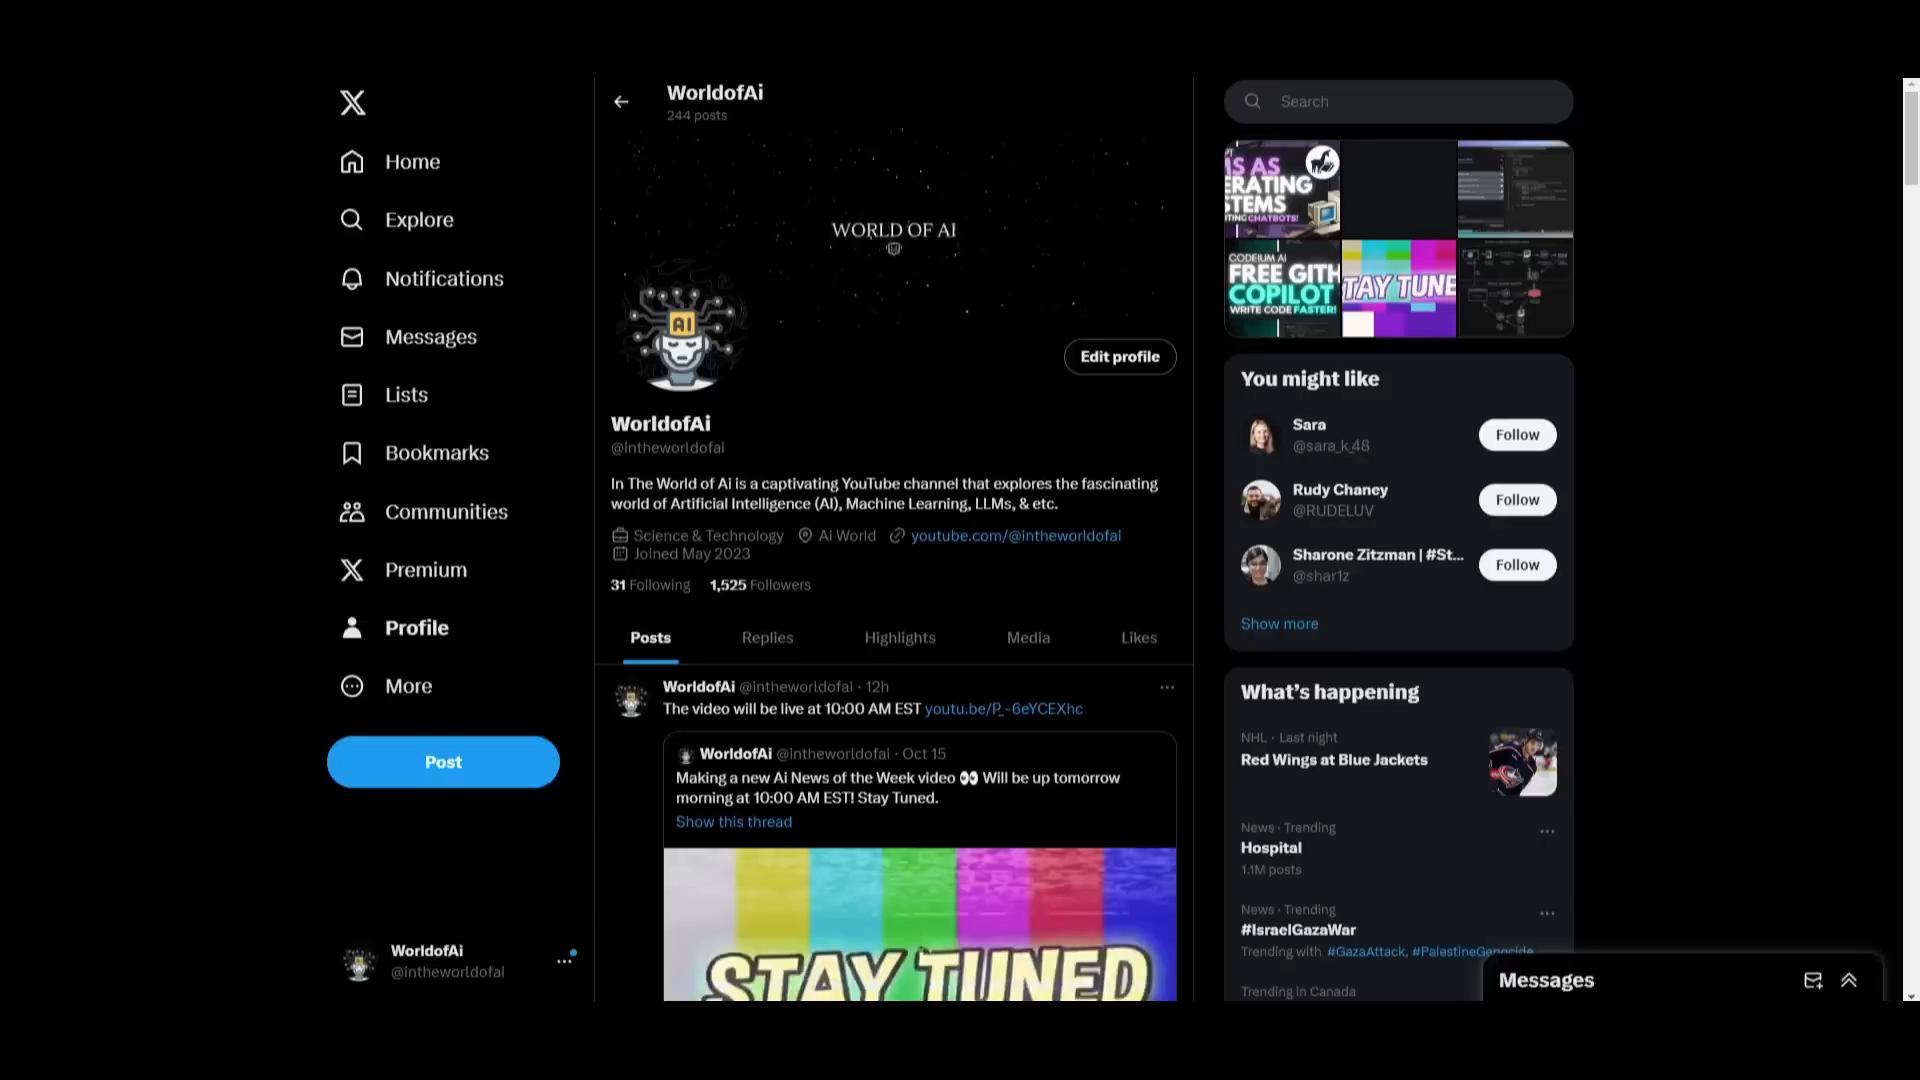 Home
Explore
Notifications
Messages
Lists
Bookmarks
Communities
Premium
Profile
More
Post
WorldofAi
@intheworldofai
WorldofAi
244 posts
WORLD OF AI
AI
Edit profile
WorldofAi
@intheworldofai
In The World of Ai is a captivating YouTube channel that explores the fascinating
world of Artificial Intelligence (AI), Machine Learning, LLMs, & etc.
Science & Technology Ai World youtube.com/@intheworldofai
Joined May 2023
31 Following 1,525 Followers
Posts Replies Highlights Media Likes
WorldofAi @intheworldofai · 12h
The video will be live at 10:00 AM EST youtu.be/P_-6eYCEXhc
WorldofAi @intheworldofai · Oct 15
Making a new Ai News of the Week video 👀 Will be up tomorrow
morning at 10:00 AM EST! Stay Tuned.
Show this thread
STAY TUNED
Search
MS AS
ERATING
STEMS
TING CHATBOTS!
CODEIUM AI
FREE GITH
COPILOT
WRITE CODE FASTER!
TAY TUNE
You might like
Sara
@sara_k_48
Follow
Rudy Chaney
@RUDELUV
Follow
Sharone Zitzman | #St...
@shar1z
Follow
Show more
What's happening
NHL · Last night
Red Wings at Blue Jackets
News · Trending
Hospital
1.1M posts
News · Trending
#IsraelGazaWar
Trending with #GazaAttack, #PalestineGenocide
Trending in Canada
Messages